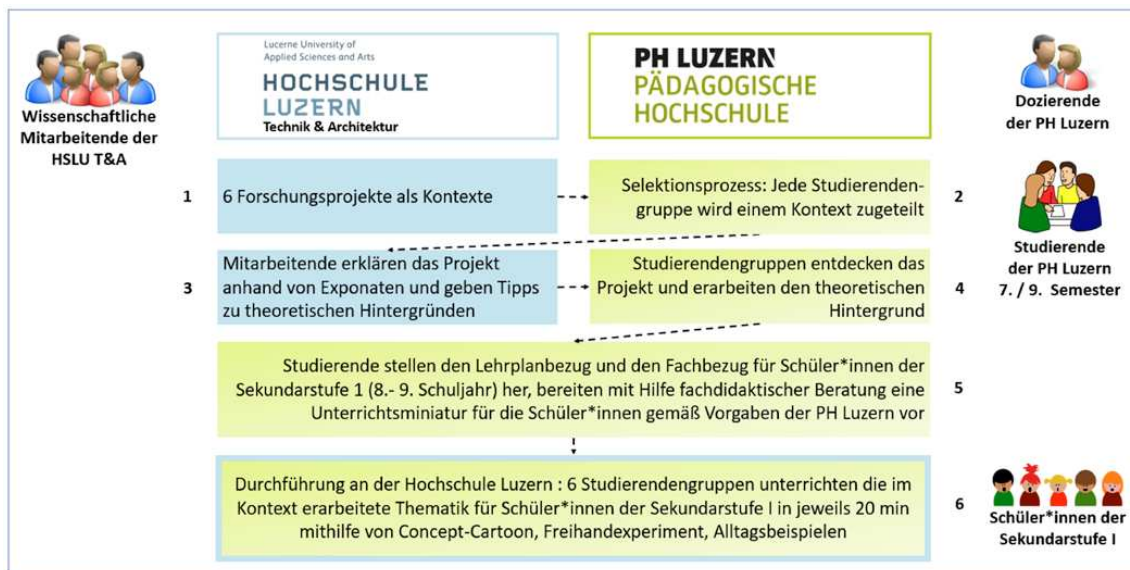 Wissenschaftliche
Mitarbeitende der
HSLU T&A
Lucerne University of
Applied Sciences and Arts
HOCHSCHULE
LUZERN
Technik & Architektur
PH LUZERN
PÄDAGOGISCHE
HOCHSCHULE
Dozierende
der PH Luzern
1
6 Forschungsprojekte als Kontexte
Selektionsprozess: Jede Studierenden-
gruppe wird einem Kontext zugeteilt
2
Studierende
der PH Luzern
7. / 9. Semester
3
Mitarbeitende erklären das Projekt
anhand von Exponaten und geben Tipps
zu theoretischen Hintergründen
Studierendengruppen entdecken das
Projekt und erarbeiten den theoretischen
Hintergrund
4
Studierende stellen den Lehrplanbezug und den Fachbezug für Schüler*innen der
Sekundarstufe 1 (8.- 9. Schuljahr) her, bereiten mit Hilfe fachdidaktischer Beratung eine
Unterrichtsminiatur für die Schüler*innen gemäß Vorgaben der PH Luzern vor
5
Durchführung an der Hochschule Luzern : 6 Studierendengruppen unterrichten die im
Kontext erarbeitete Thematik für Schüler*innen der Sekundarstufe I in jeweils 20 min
mithilfe von Concept-Cartoon, Freihandexperiment, Alltagsbeispielen
6
Schüler*innen der
Sekundarstufe I